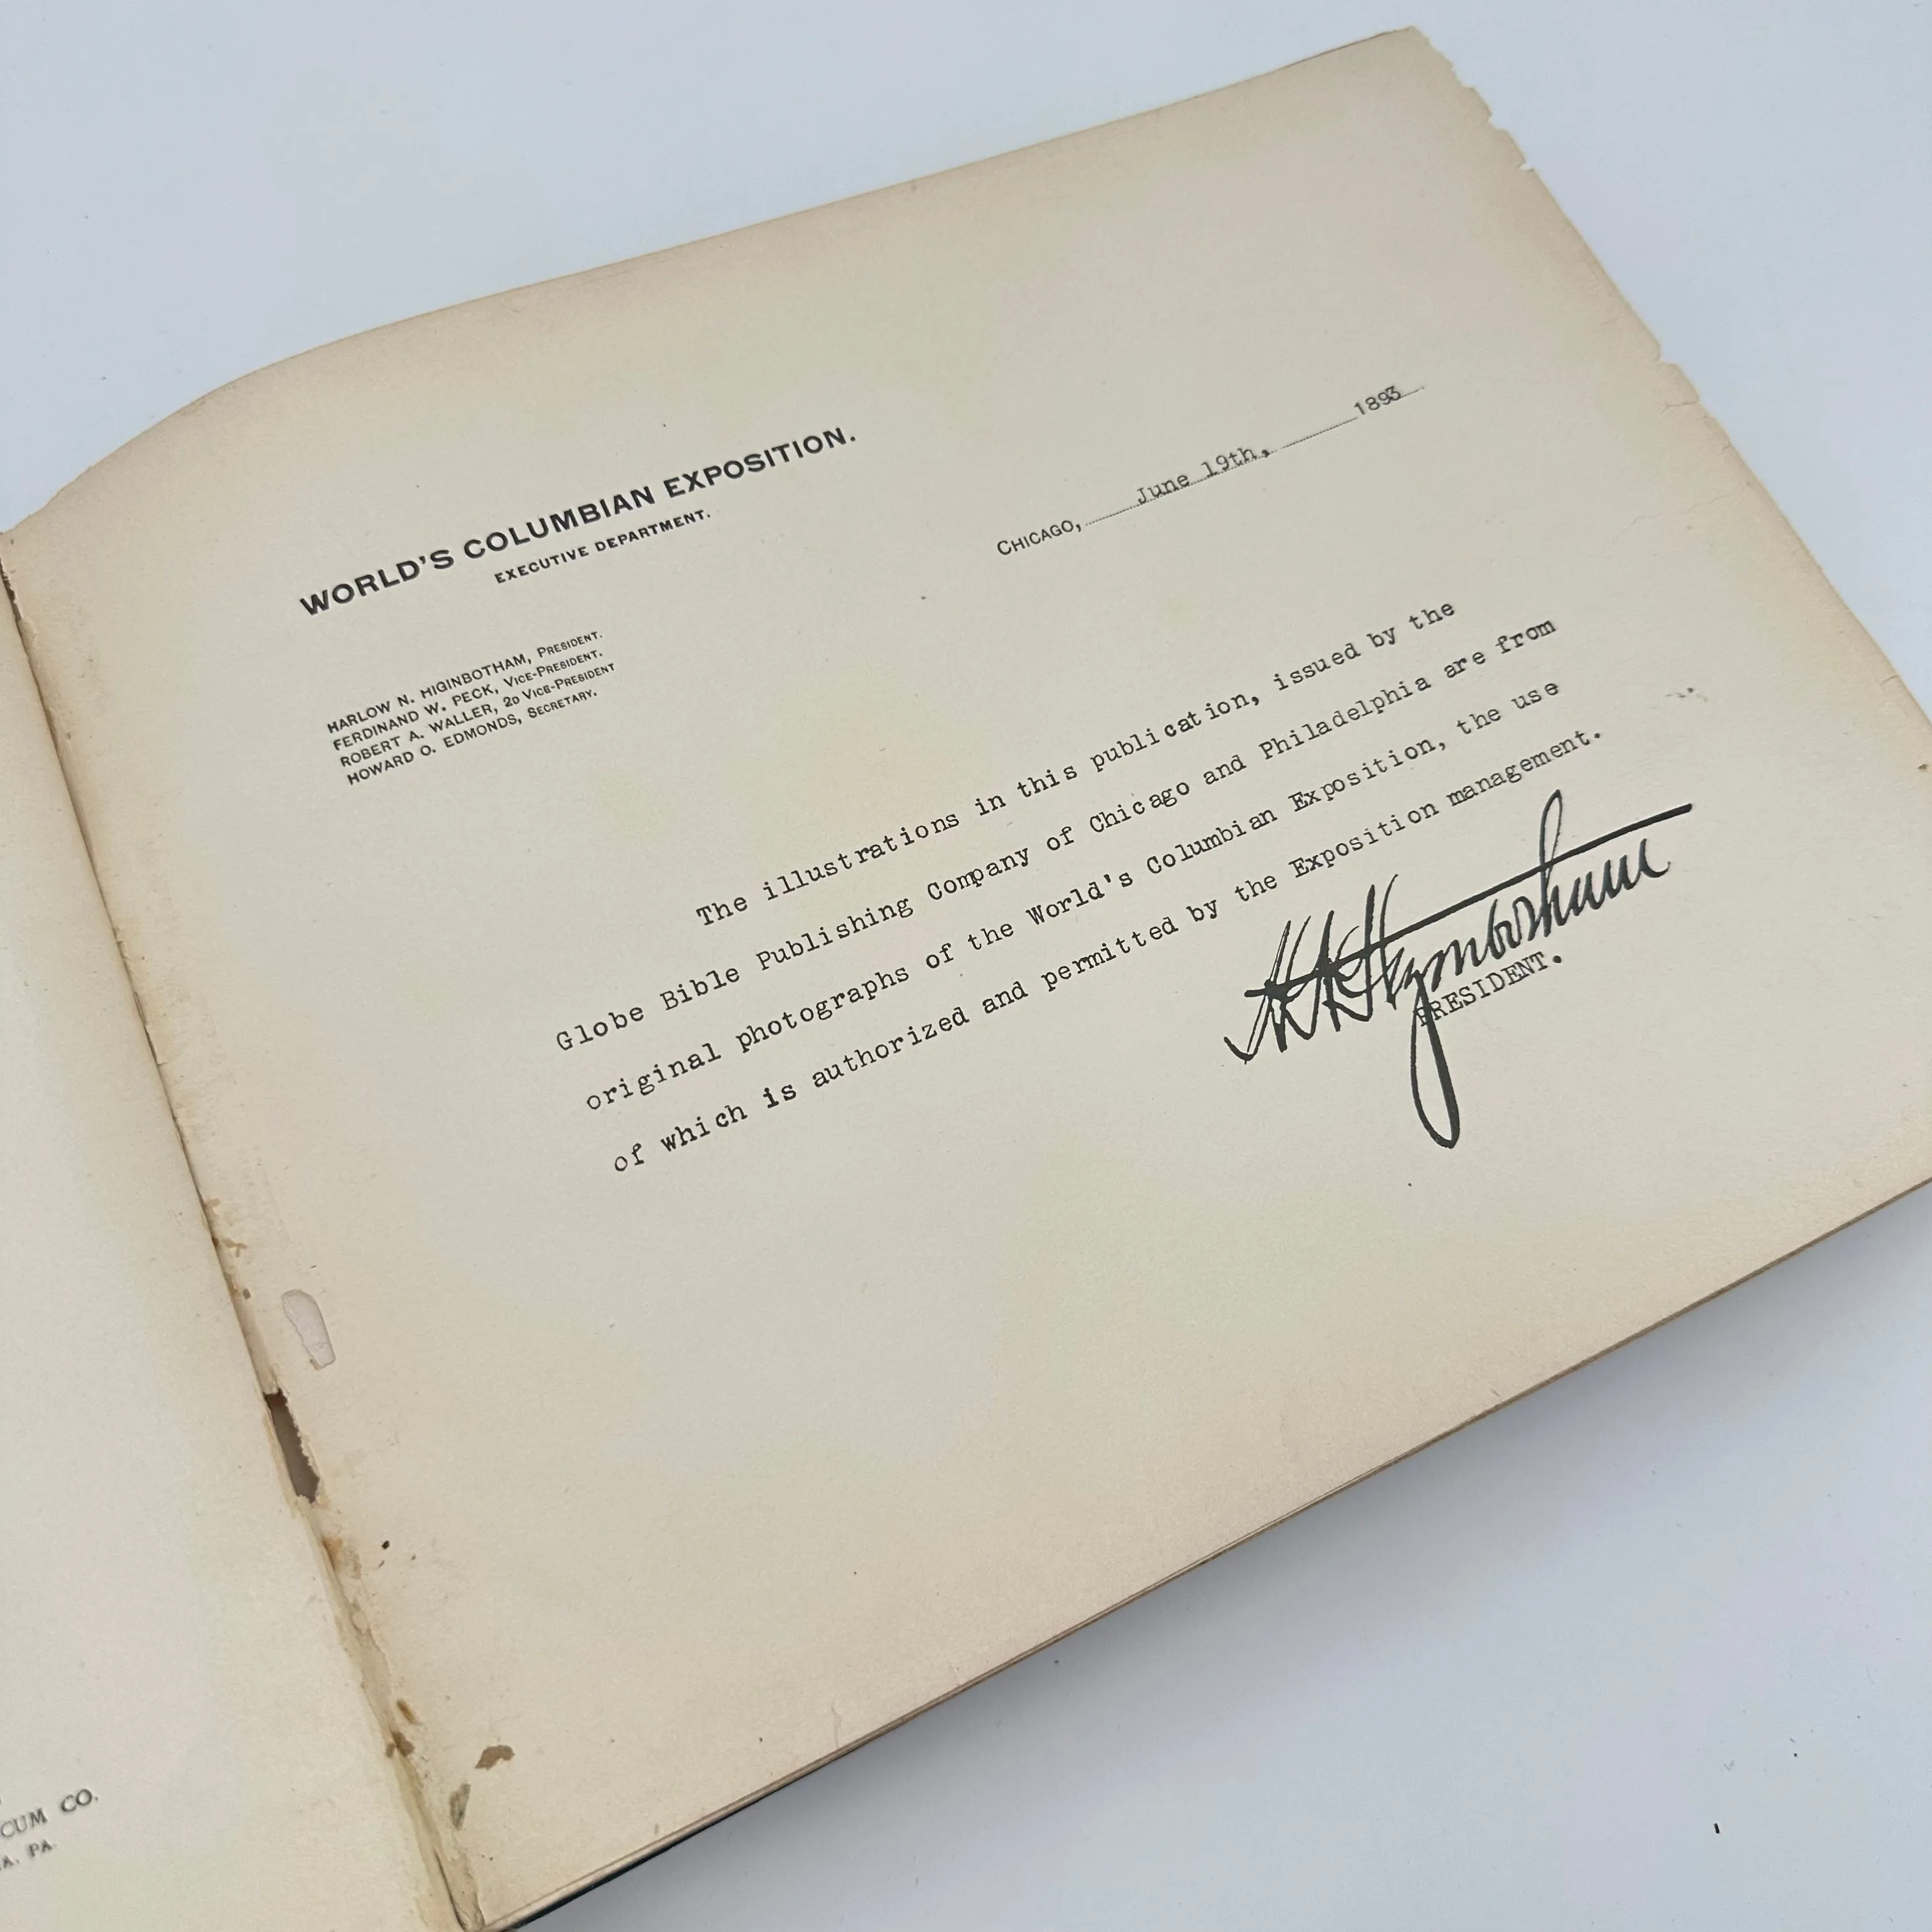 WORLD'S COLUMBIAN EXPOSITION.
EXECUTIVE DEPARTMENT.
HARLOW N. HIGINBOTHAM, PRESIDENT.
FERDINAND W. PECK, VICE-PRESIDENT.
ROBERT A. WALLER, 2D VICE-PRESIDENT
HOWARD O. EDMONDS, SECRETARY.
CHICAGO, June 19th, 1893
The illustrations in this publication, issued by the
Globe Bible Publishing Company of Chicago and Philadelphia are from
original photographs of the World's Columbian Exposition, the use
of which is authorized and permitted by the Exposition management.
H N Higinbotham
PRESIDENT.
CUM CO.
A. PA.